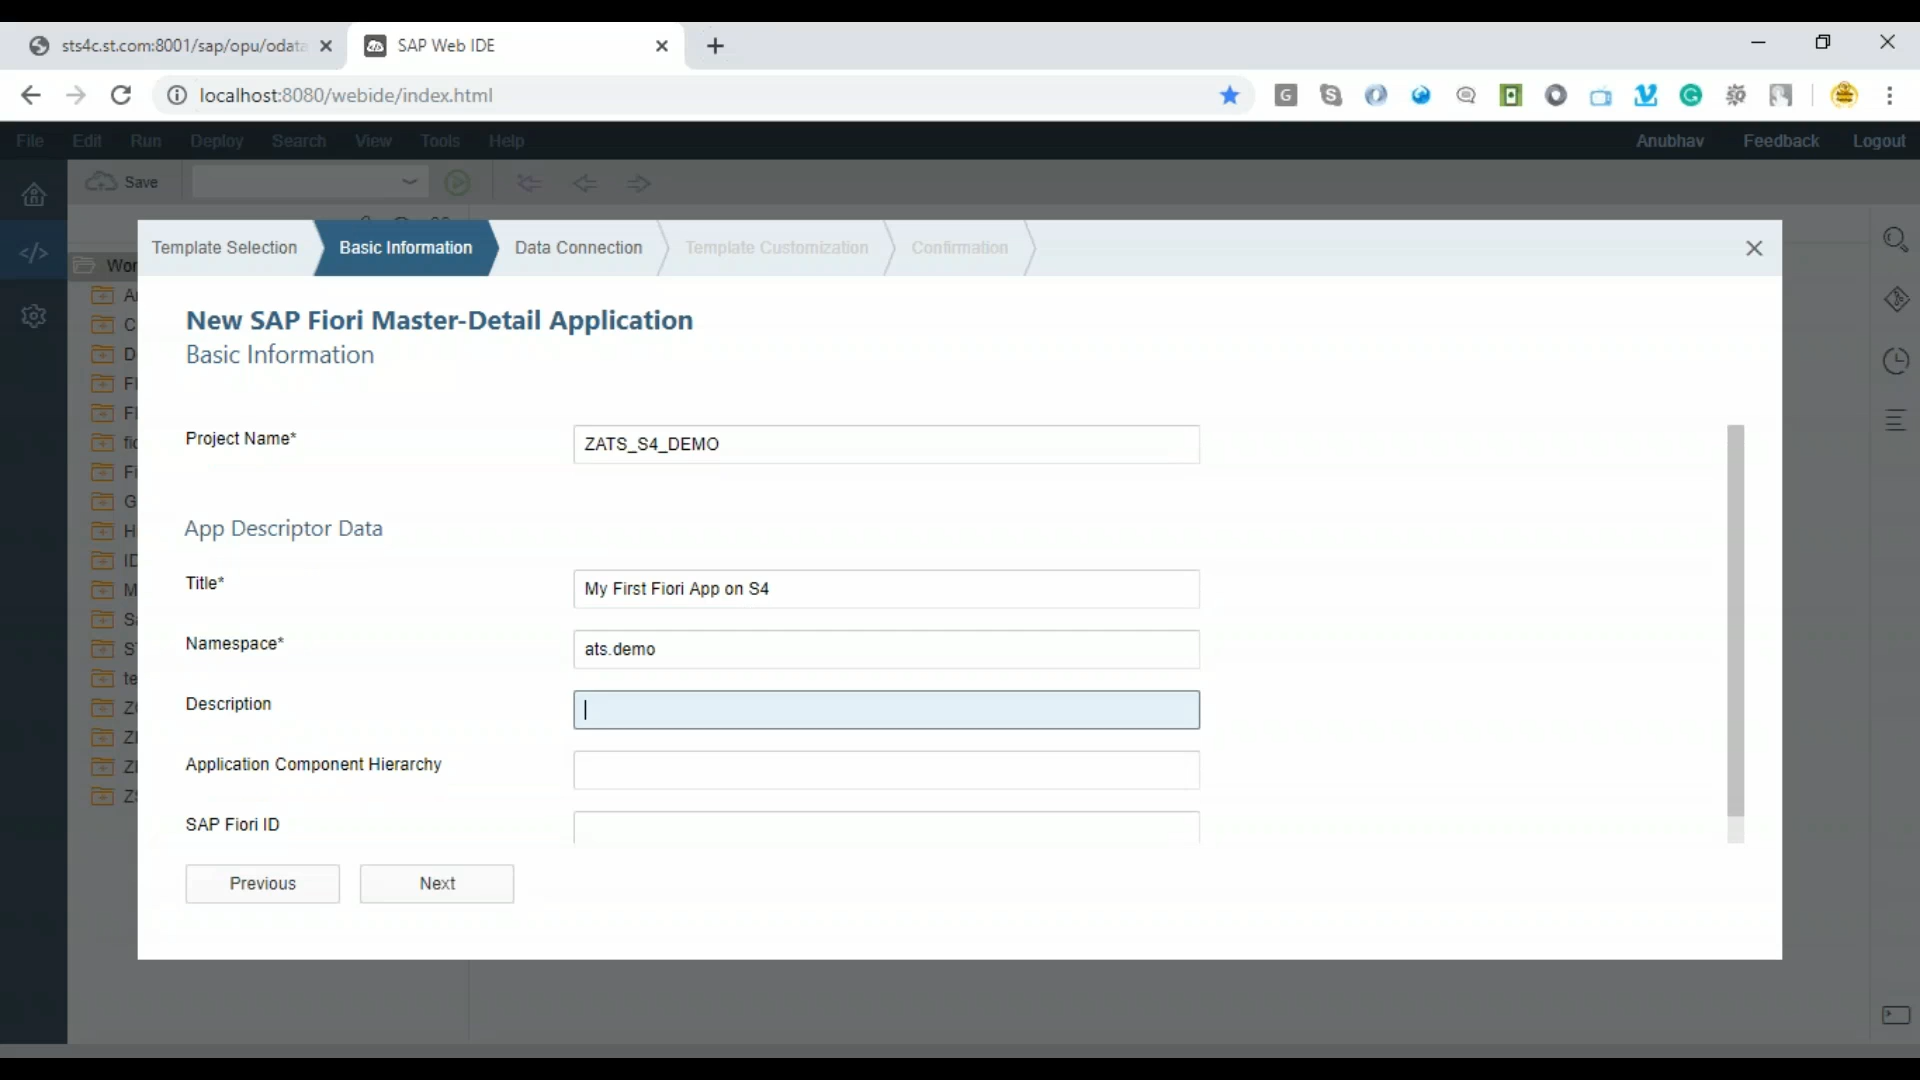 sts4c.st.com:8001/sap/opu/odata
SAP Web IDE
localhost:8080/webide/index.html
File Edit Run Deploy Search View Tools Help
Anubhav Feedback Logout
Save
Template Selection
Basic Information
Data Connection
Template Customization
Confirmation
New SAP Fiori Master-Detail Application
Basic Information
Project Name*
ZATS_S4_DEMO
App Descriptor Data
Title*
My First Fiori App on S4
Namespace*
ats.demo
Description
Application Component Hierarchy
SAP Fiori ID
Previous
Next